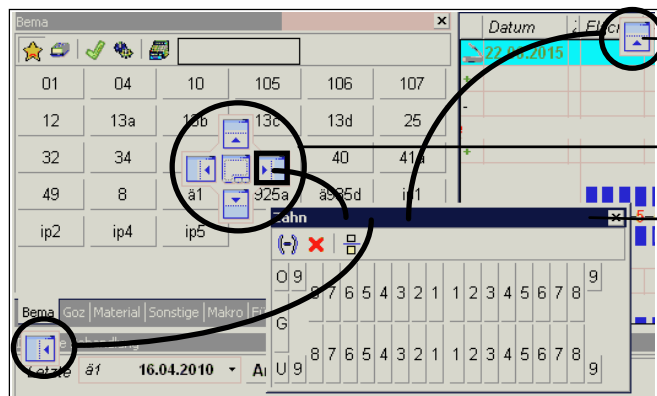 Bema
Datum
22.03.2015
01 04 10 105 106 107
12 13a 13b 13c 13d 25
32 34 40 41a
49 8 ä1 925a ä935d ip1
ip2 ip4 ip5
-5-
Zahn
O 9 8 7 6 5 4 3 2 1 1 2 3 4 5 6 7 8 9
G
U 9 8 7 6 5 4 3 2 1 1 2 3 4 5 6 7 8 9
Bema Goz Material Sonstige Makro
Letzte ä1 16.04.2010